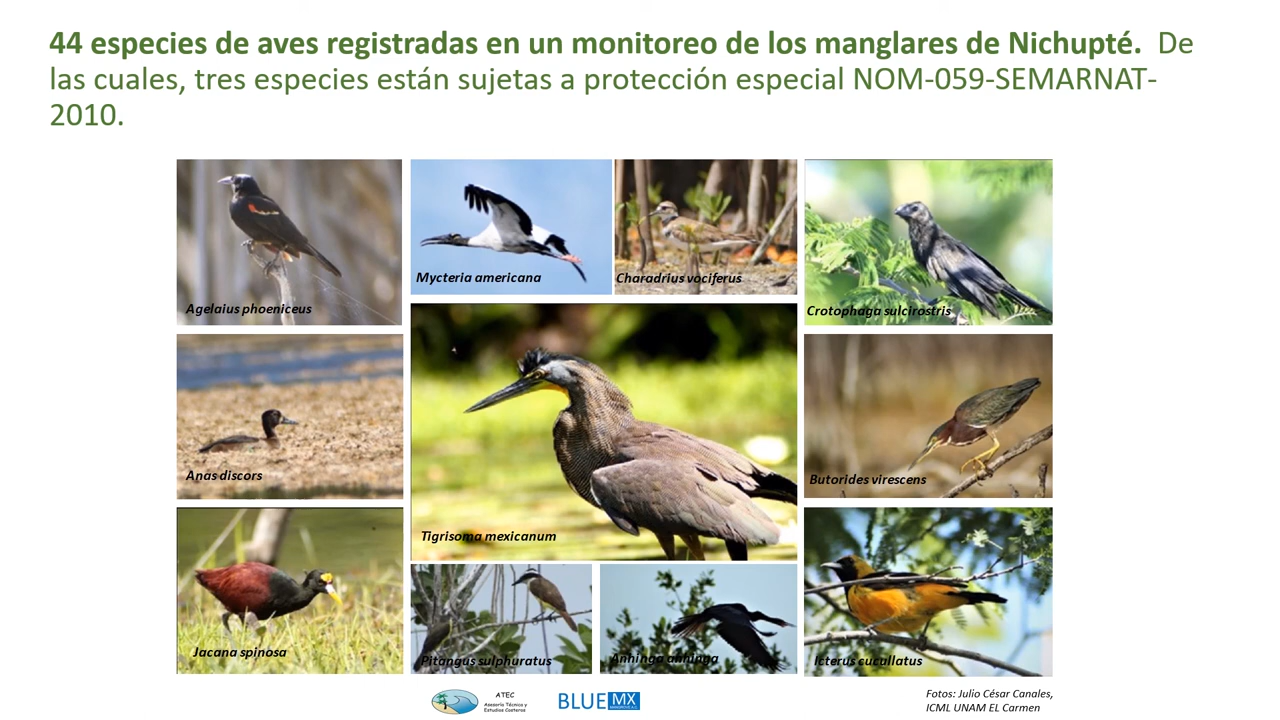 44 especies de aves registradas en un monitoreo de los manglares de Nichupté.  De
las cuales, tres especies están sujetas a protección especial NOM-059-SEMARNAT-
2010.
Agelaius phoeniceus
Mycteria americana
Charadrius vociferus
Crotophaga sulcirostris
Anas discors
Tigrisoma mexicanum
Butorides virescens
Jacana spinosa
Pitangus sulphuratus
Anhinga anhinga
Icterus cucullatus
ATEC
Asesoría Técnica y
Estudios Costeros
BLUE MX
Fotos: Julio César Canales,
ICML UNAM EL Carmen